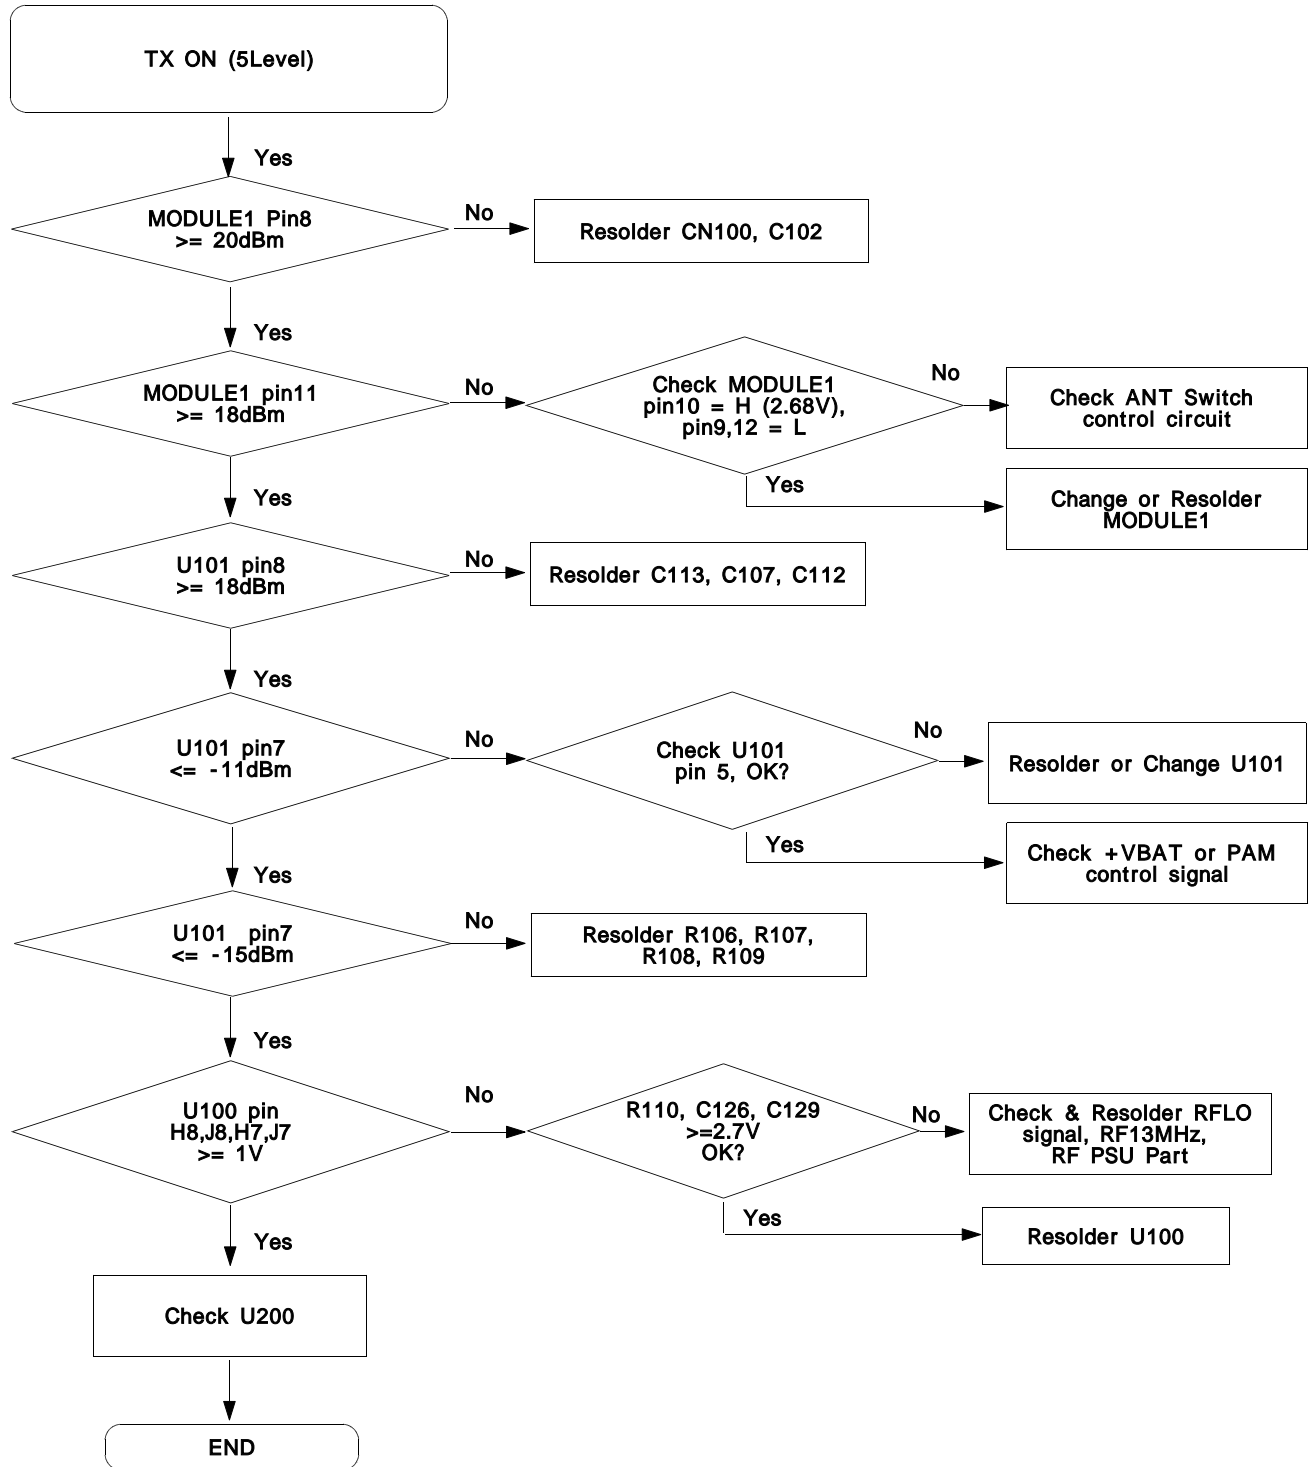 TX ON (5Level)
Yes
MODULE1 Pin8
>= 20dBm
No
Resolder CN100, C102
Yes
MODULE1 pin11
>= 18dBm
No
Check MODULE1
pin10 = H (2.68V),
pin9,12 = L
No
Check ANT Switch
control circuit
Yes
Change or Resolder
MODULE1
Yes
U101 pin8
>= 18dBm
No
Resolder C113, C107, C112
Yes
U101 pin7
<= -11dBm
No
Check U101
pin 5, OK?
No
Resolder or Change U101
Yes
Check +VBAT or PAM
control signal
Yes
U101 pin7
<= -15dBm
No
Resolder R106, R107,
R108, R109
Yes
U100 pin
H8,J8,H7,J7
>= 1V
No
R110, C126, C129
>=2.7V
OK?
No
Check & Resolder RFLO
signal, RF13MHz,
RF PSU Part
Yes
Resolder U100
Yes
Check U200
END